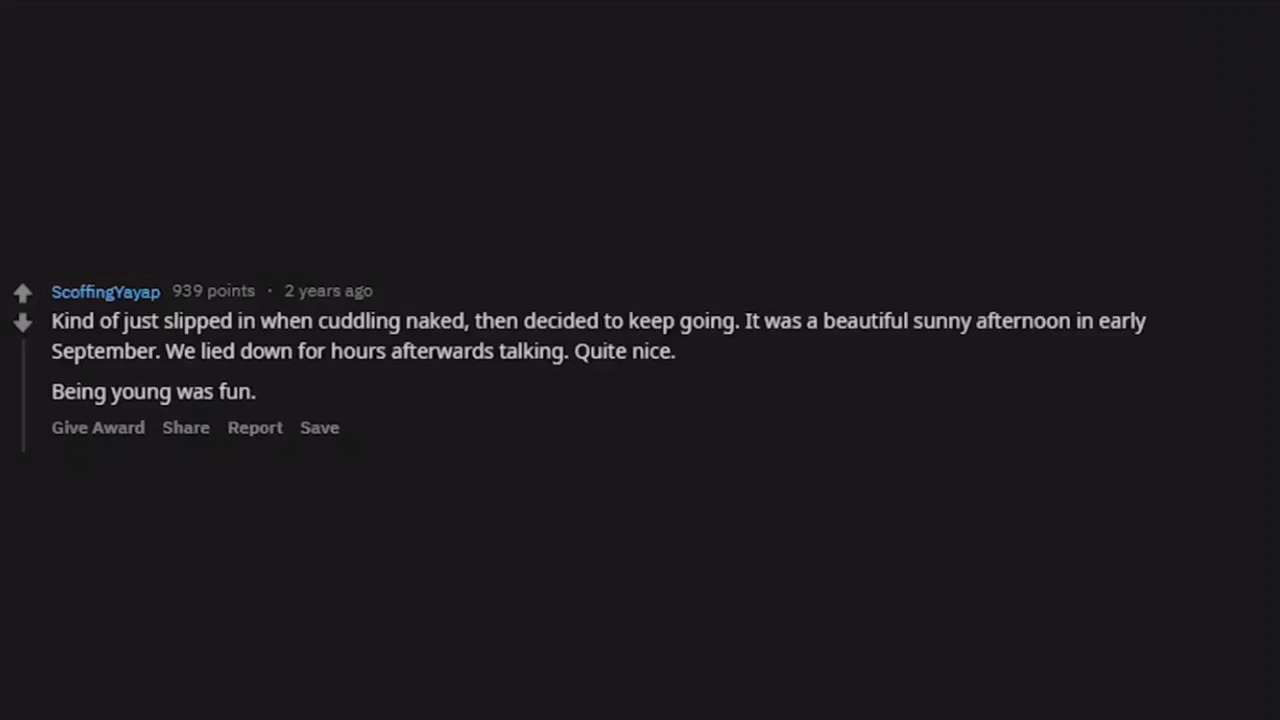 ScoffingYayap 939 points · 2 years ago
Kind of just slipped in when cuddling naked, then decided to keep going. It was a beautiful sunny afternoon in early
September. We lied down for hours afterwards talking. Quite nice.
Being young was fun.
Give Award Share Report Save